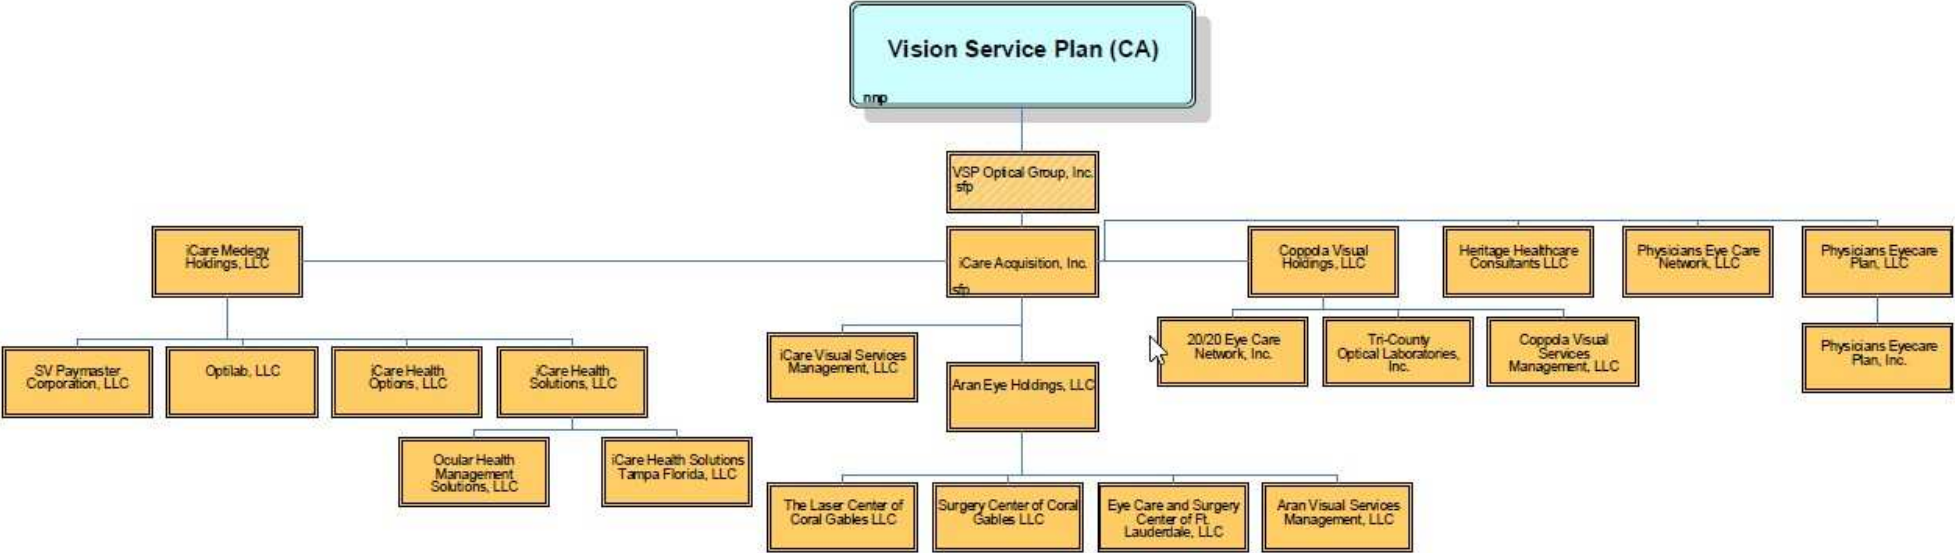 Vision Service Plan (CA)
nnp
VSP Optical Group, Inc.
sfp
iCare Medegy
Holdings, LLC
iCare Acquisition, Inc.
sfp
Coppola Visual
Holdings, LLC
Heritage Healthcare
Consultants LLC
Physicians Eye Care
Network, LLC
Physicians Eyecare
Plan, LLC
SV Paymaster
Corporation, LLC
Optilab, LLC
iCare Health
Options, LLC
iCare Health
Solutions, LLC
iCare Visual Services
Management, LLC
Aran Eye Holdings, LLC
20/20 Eye Care
Network, Inc.
Tri-County
Optical Laboratories,
Inc.
Coppola Visual
Services
Management, LLC
Physicians Eyecare
Plan, Inc.
Ocular Health
Management
Solutions, LLC
iCare Health Solutions
Tampa Florida, LLC
The Laser Center of
Coral Gables LLC
Surgery Center of Coral
Gables LLC
Eye Care and Surgery
Center of Ft.
Lauderdale, LLC
Aran Visual Services
Management, LLC